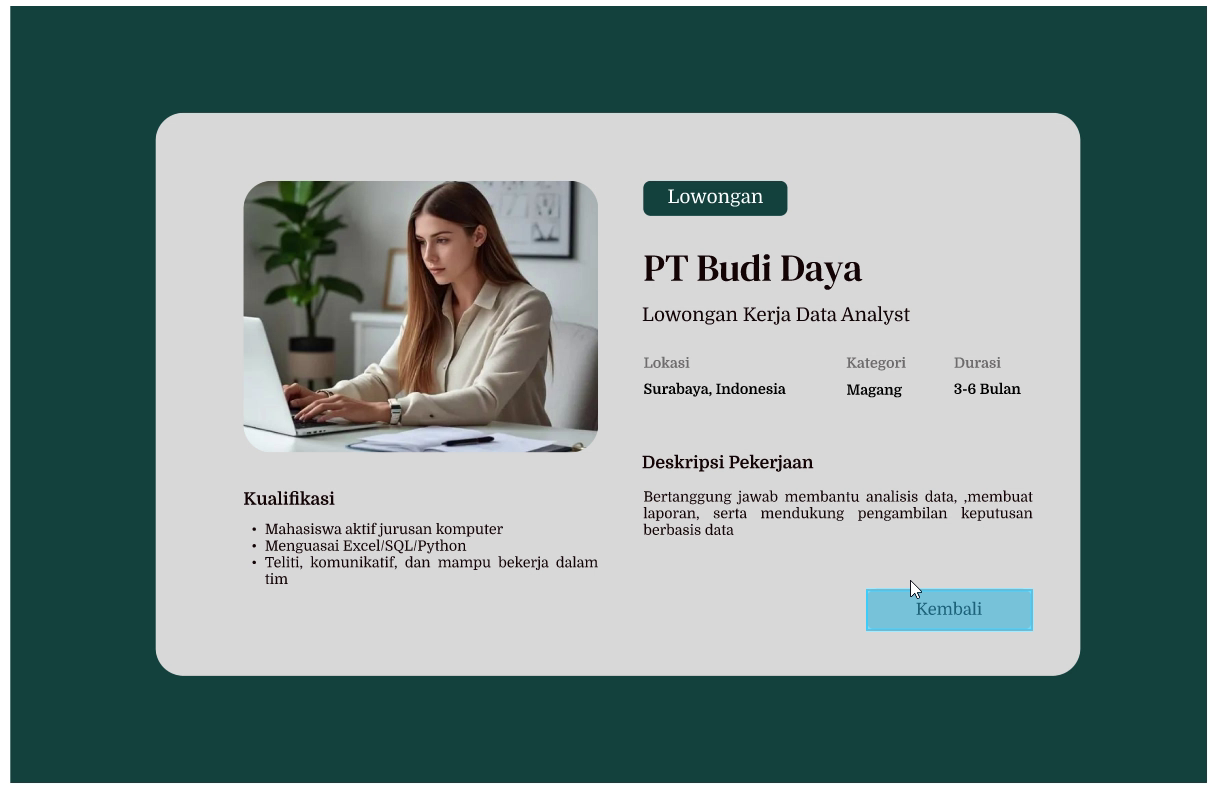 Lowongan
PT Budi Daya
Lowongan Kerja Data Analyst
Lokasi Kategori Durasi
Surabaya, Indonesia Magang 3-6 Bulan
Deskripsi Pekerjaan
Bertanggung jawab membantu analisis data, ,membuat
laporan, serta mendukung pengambilan keputusan
berbasis data
Kualifikasi
• Mahasiswa aktif jurusan komputer
• Menguasai Excel/SQL/Python
• Teliti, komunikatif, dan mampu bekerja dalam
tim
Kembali